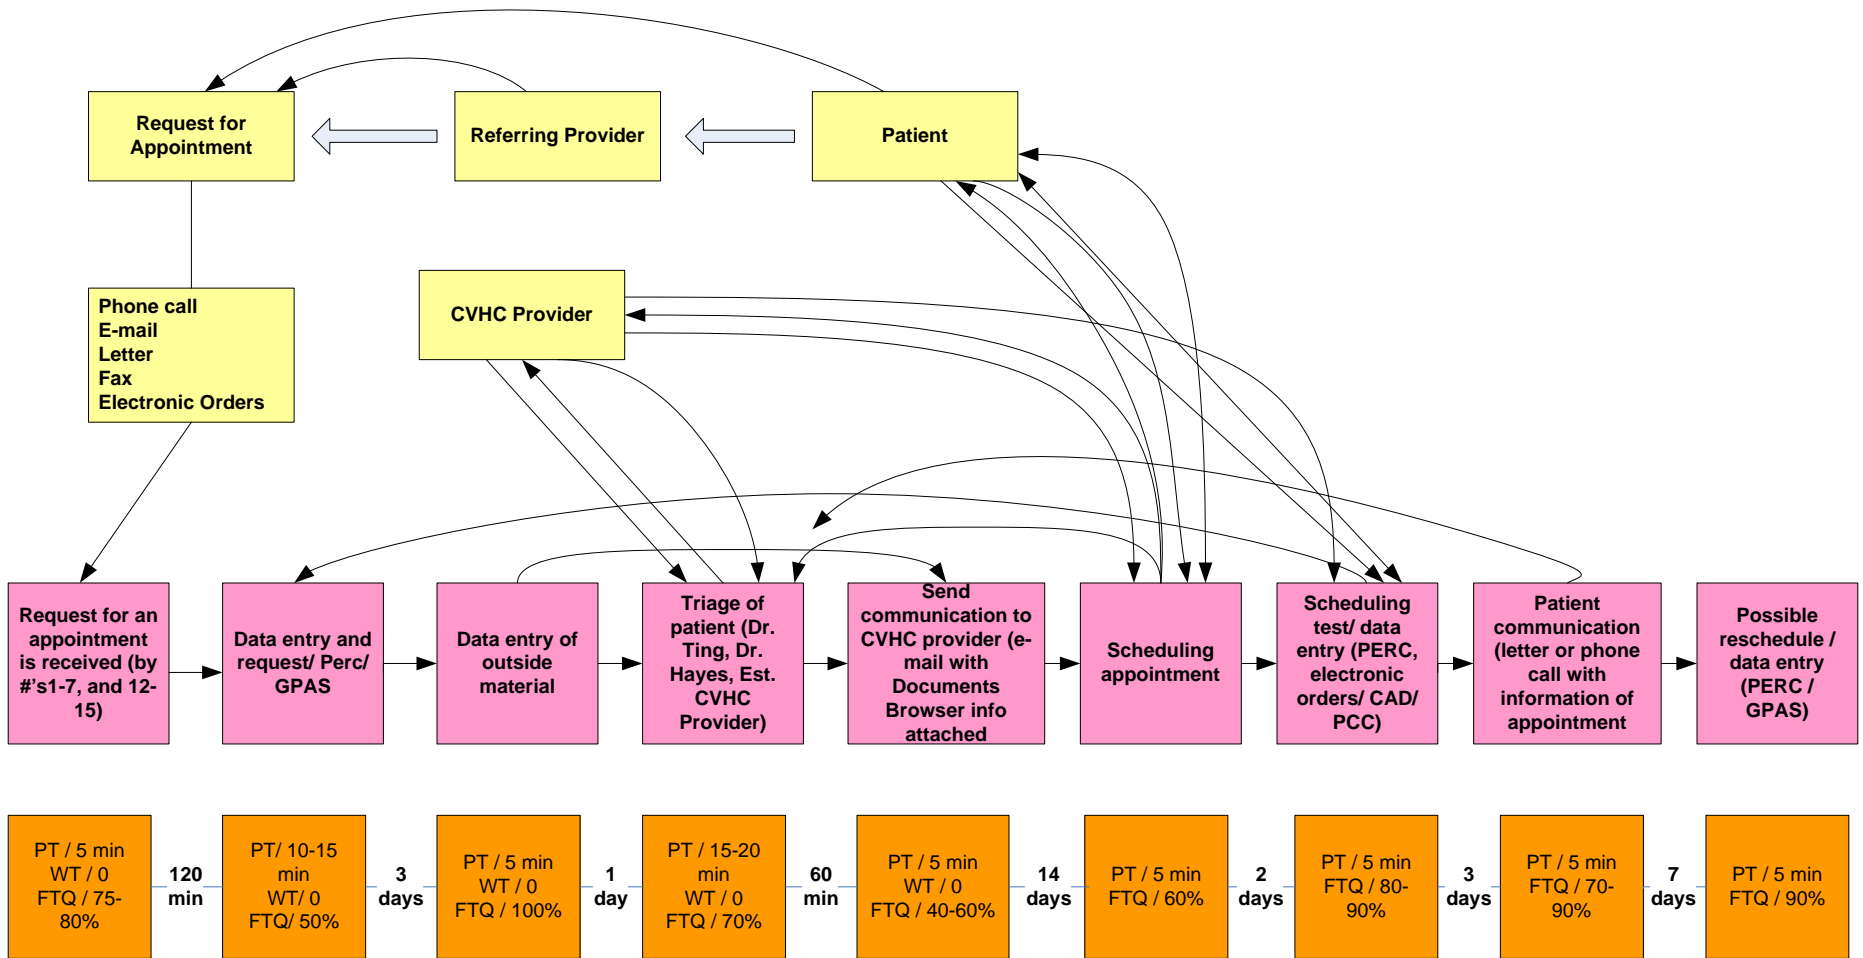 Request for
Appointment
Referring Provider
Patient
Phone call
E-mail
Letter
Fax
Electronic Orders
CVHC Provider
Request for an
appointment
is received (by
#'s1-7, and 12-
15)
Data entry and
request/ Perc/
GPAS
Data entry of
outside
material
Triage of
patient (Dr.
Ting, Dr.
Hayes, Est.
CVHC
Provider)
Send
communication to
CVHC provider (e-
mail with
Documents
Browser info
attached
Scheduling
appointment
Scheduling
test/ data
entry (PERC,
electronic
orders/ CAD/
PCC)
Patient
communication
(letter or phone
call with
information of
appointment
Possible
reschedule /
data entry
(PERC /
GPAS)
PT / 5 min
WT / 0
FTQ / 75-
80%
120
min
PT/ 10-15
min
WT/ 0
FTQ/ 50%
3
days
PT / 5 min
WT / 0
FTQ / 100%
1
day
PT / 15-20
min
WT / 0
FTQ / 70%
60
min
PT / 5 min
WT / 0
FTQ / 40-60%
14
days
PT / 5 min
FTQ / 60%
2
days
PT / 5 min
FTQ / 80-
90%
3
days
PT / 5 min
FTQ / 70-
90%
7
days
PT / 5 min
FTQ / 90%